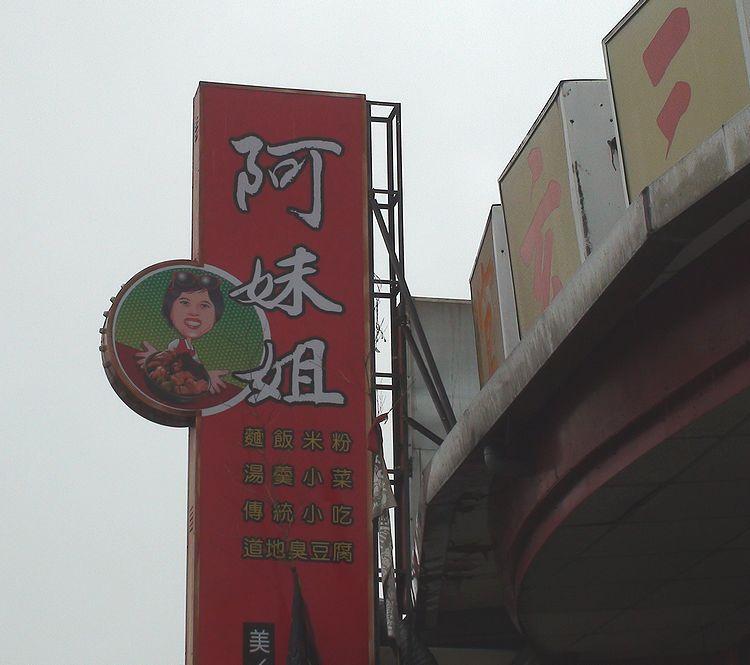 阿妹姐
麵飯米粉
湯羹小菜
傳統小吃
道地臭豆腐
美